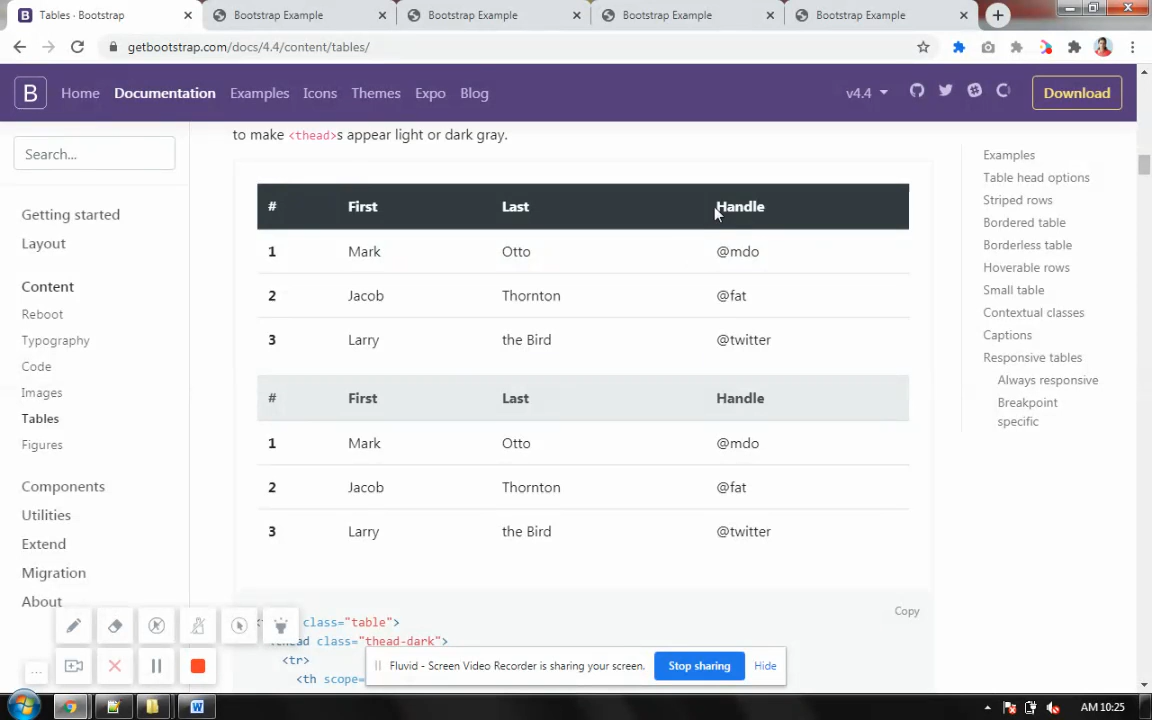 Tables · Bootstrap
Bootstrap Example
Bootstrap Example
Bootstrap Example
Bootstrap Example
getbootstrap.com/docs/4.4/content/tables/
B Home Documentation Examples Icons Themes Expo Blog v4.4 Download
Search...
Getting started
Layout
Content
Reboot
Typography
Code
Images
Tables
Figures
Components
Utilities
Extend
Migration
About
to make <thead>s appear light or dark gray.
# First Last Handle
1 Mark Otto @mdo
2 Jacob Thornton @fat
3 Larry the Bird @twitter
# First Last Handle
1 Mark Otto @mdo
2 Jacob Thornton @fat
3 Larry the Bird @twitter
Copy
class="table">
class="thead-dark">
<tr>
<th scope=
Examples
Table head options
Striped rows
Bordered table
Borderless table
Hoverable rows
Small table
Contextual classes
Captions
Responsive tables
Always responsive
Breakpoint
specific
Fluvid - Screen Video Recorder is sharing your screen. Stop sharing Hide
AM 10:25